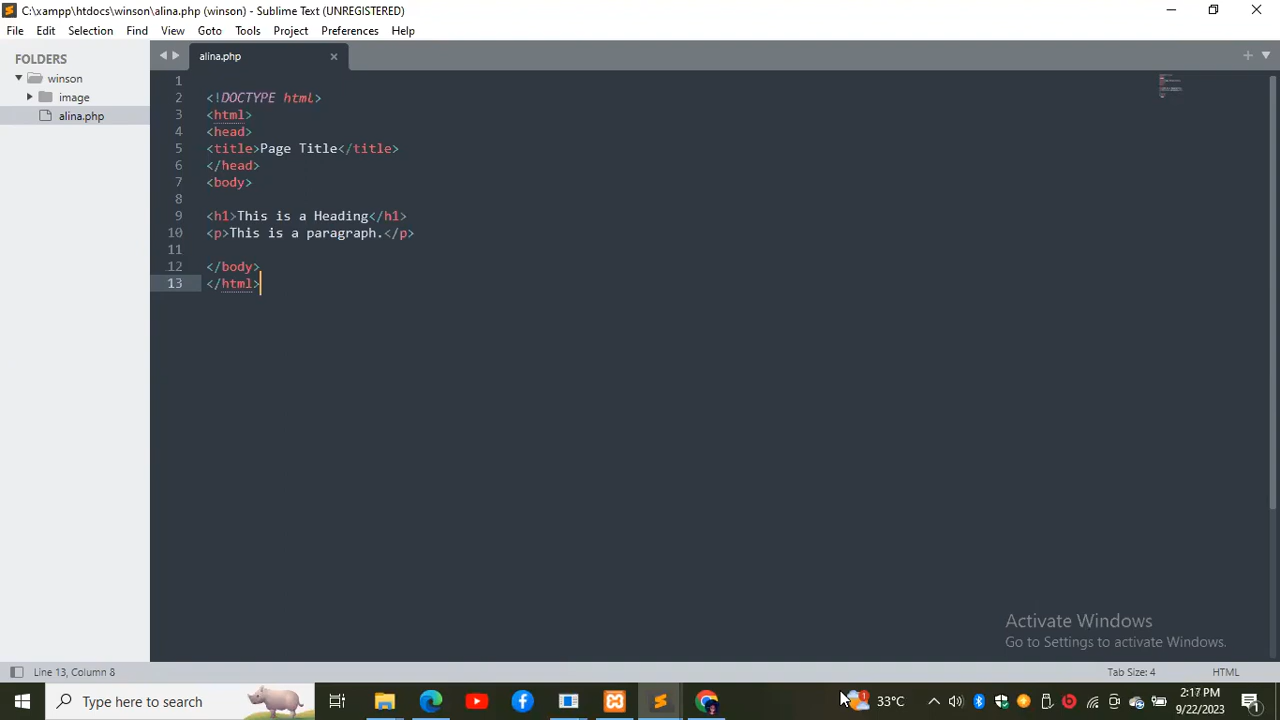 C:\xampp\htdocs\winson\alina.php (winson) - Sublime Text (UNREGISTERED)
File Edit Selection Find View Goto Tools Project Preferences Help
FOLDERS
winson
image
alina.php
alina.php
1
2 <!DOCTYPE html>
3 <html>
4 <head>
5 <title>Page Title</title>
6 </head>
7 <body>
8
9 <h1>This is a Heading</h1>
10 <p>This is a paragraph.</p>
11
12 </body>
13 </html>
Activate Windows
Go to Settings to activate Windows.
Line 13, Column 8 Tab Size: 4 HTML
Type here to search
1
33°C
2:17 PM
9/22/2023
1